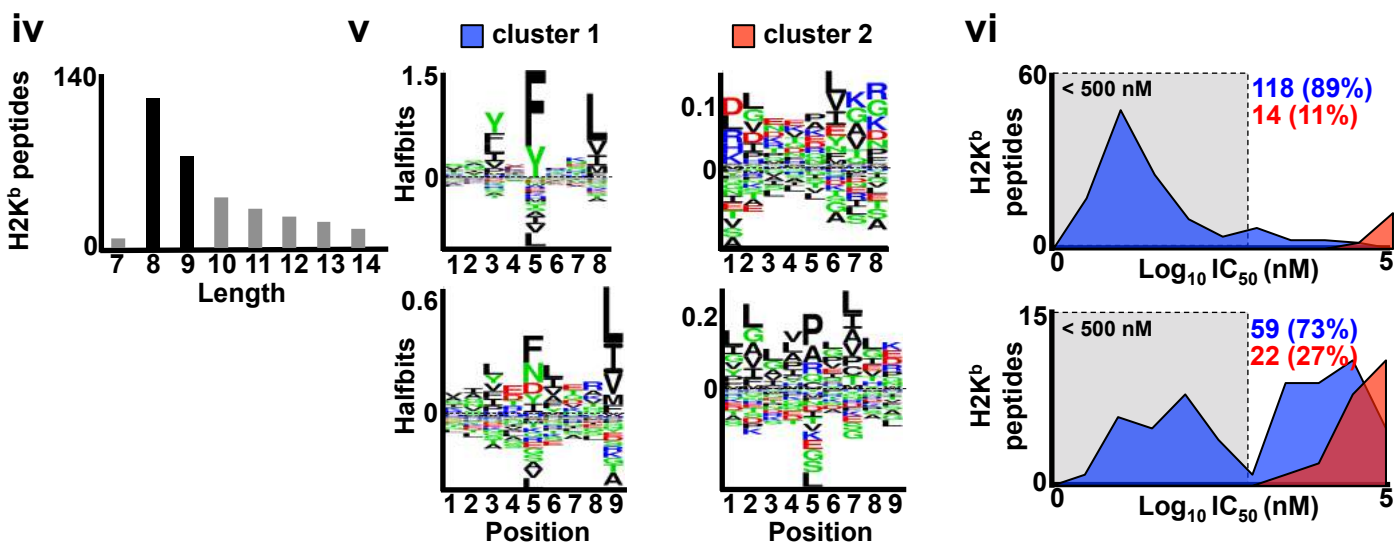 iv
H2Kᵇ peptides
140
0
7 8 9 10 11 12 13 14
Length
v
cluster 1
cluster 2
Halfbits
1.5
0
1 2 3 4 5 6 7 8
0.1
0
1 2 3 4 5 6 7 8
Halfbits
0.6
0
1 2 3 4 5 6 7 8 9
0.2
0
1 2 3 4 5 6 7 8 9
Position
Position
vi
H2Kᵇ
peptides
60
0
< 500 nM
118 (89%)
14 (11%)
0 5
Log₁₀ IC₅₀ (nM)
H2Kᵇ
peptides
15
0
< 500 nM
59 (73%)
22 (27%)
0 5
Log₁₀ IC₅₀ (nM)